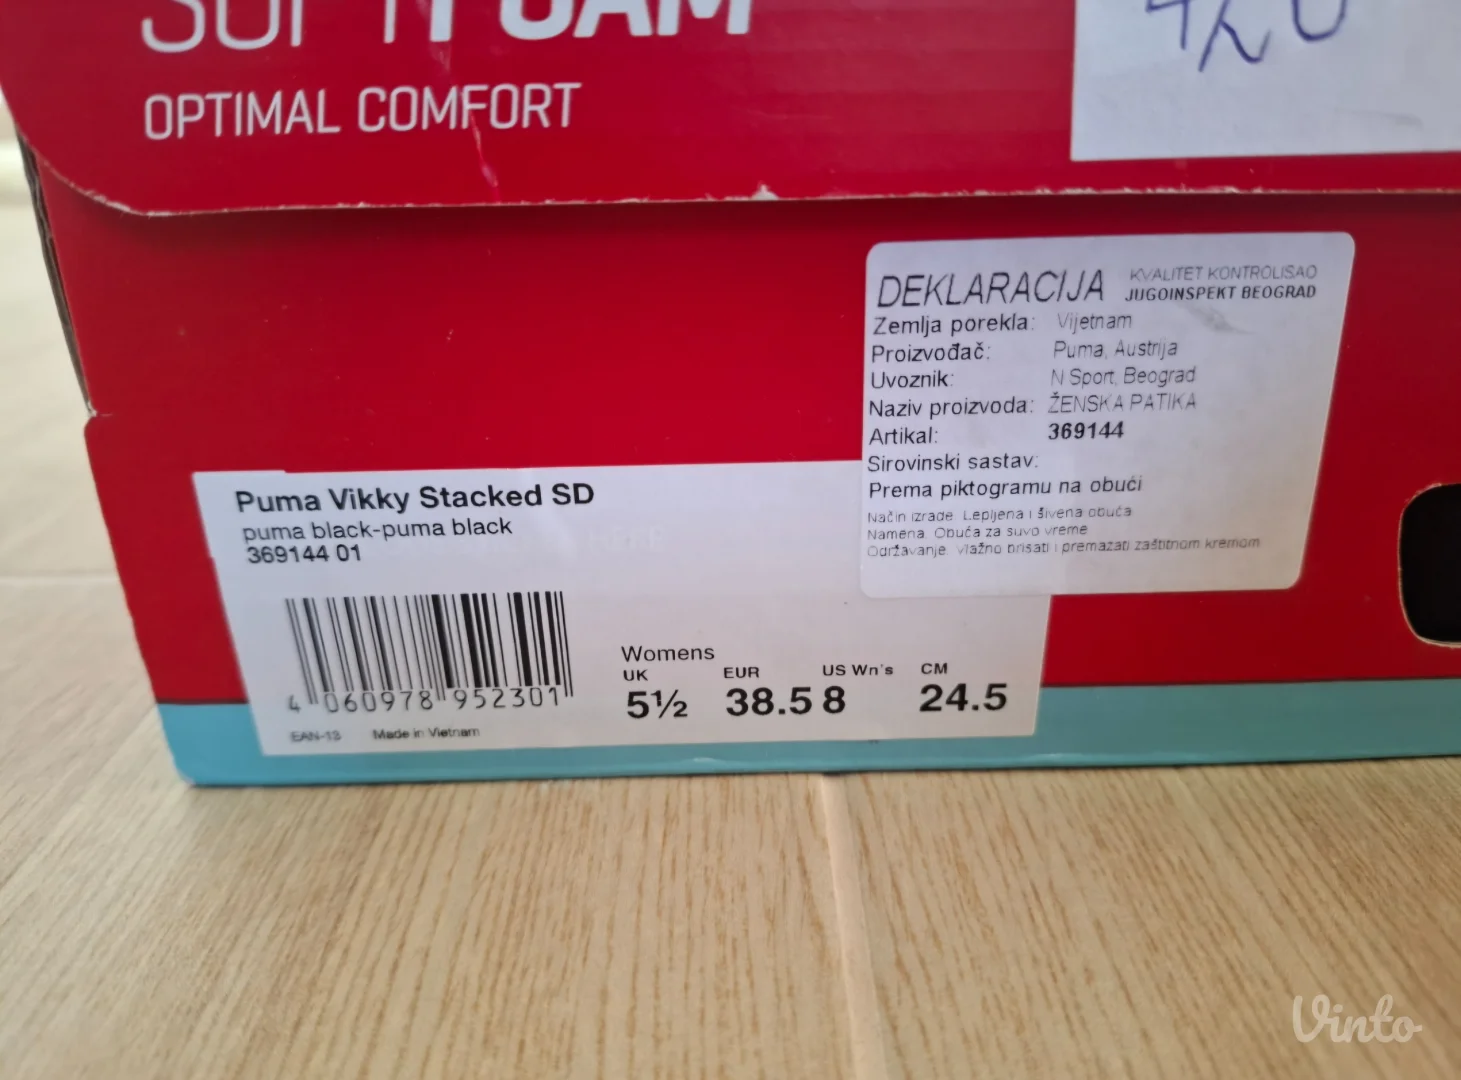 SOFTFOAM
OPTIMAL COMFORT
DEKLARACIJA
KVALITET KONTROLISAO
JUGOINSPEKT BEOGRAD
Zemlja porekla: Vijetnam
Proizvođač: Puma, Austrija
Uvoznik: N Sport, Beograd
Naziv proizvoda: ŽENSKA PATIKA
Artikal: 369144
Sirovinski sastav:
Prema piktogramu na obući
Način izrade: Lepljena i šivena obuća
Namena: Obuća za suvo vreme
Održavanje: vlažno brisati i premazati zaštitnom kremom
Puma Vikky Stacked SD
puma black-puma black
369144 01
4 060978 952301
EAN-13 Made in Vietnam
Womens
UK EUR US Wn's CM
5½ 38.5 8 24.5
Vinto